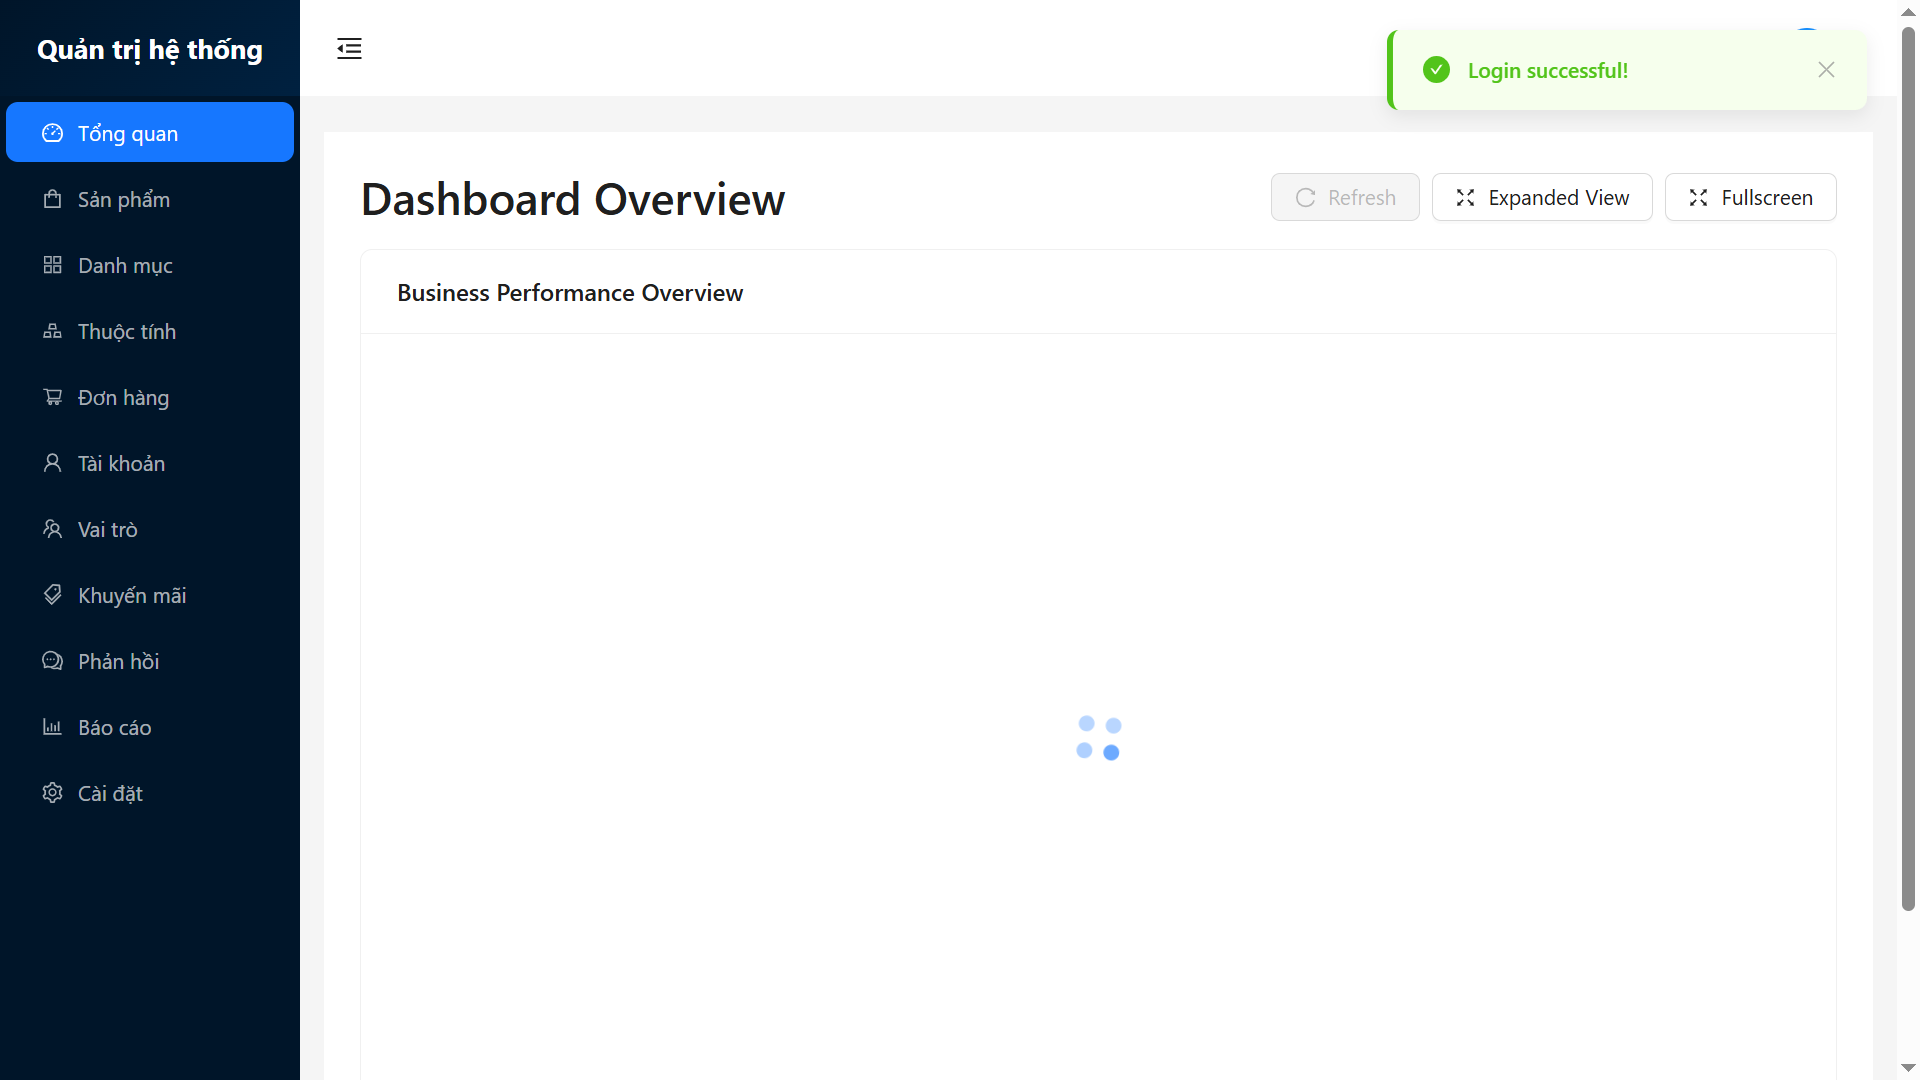 Quản trị hệ thống
Login successful!
Tổng quan
Sản phẩm
Danh mục
Thuộc tính
Đơn hàng
Tài khoản
Vai trò
Khuyến mãi
Phản hồi
Báo cáo
Cài đặt
Dashboard Overview
Refresh
Expanded View
Fullscreen
Business Performance Overview